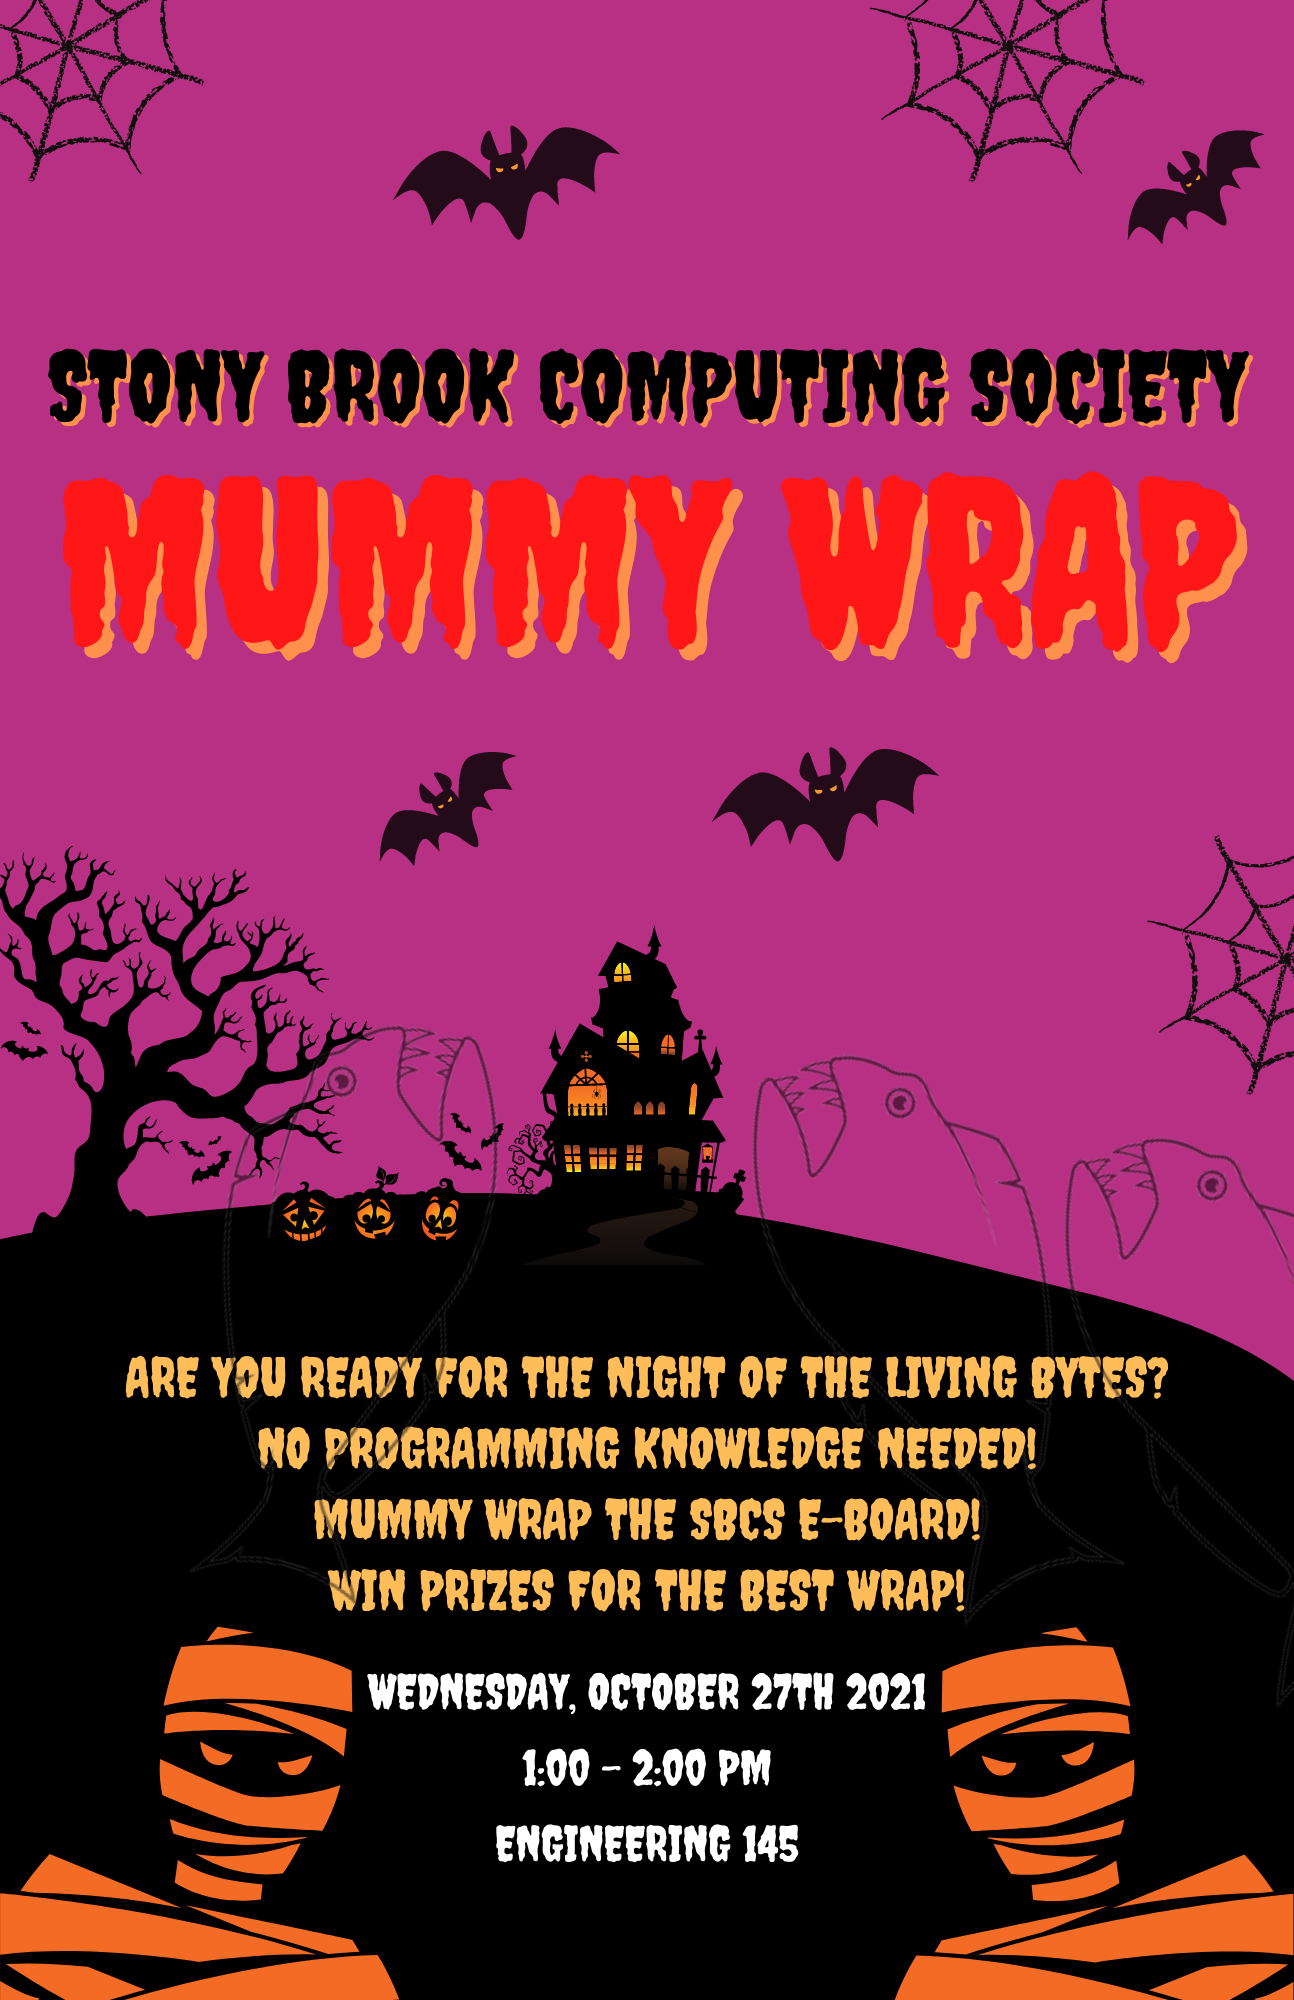 STONY BROOK COMPUTING SOCIETY
MUMMY WRAP
ARE YOU READY FOR THE NIGHT OF THE LIVING BYTES?
NO PROGRAMMING KNOWLEDGE NEEDED!
MUMMY WRAP THE SBCS E-BOARD!
WIN PRIZES FOR THE BEST WRAP!
WEDNESDAY, OCTOBER 27TH 2021
1:00 - 2:00 PM
ENGINEERING 145